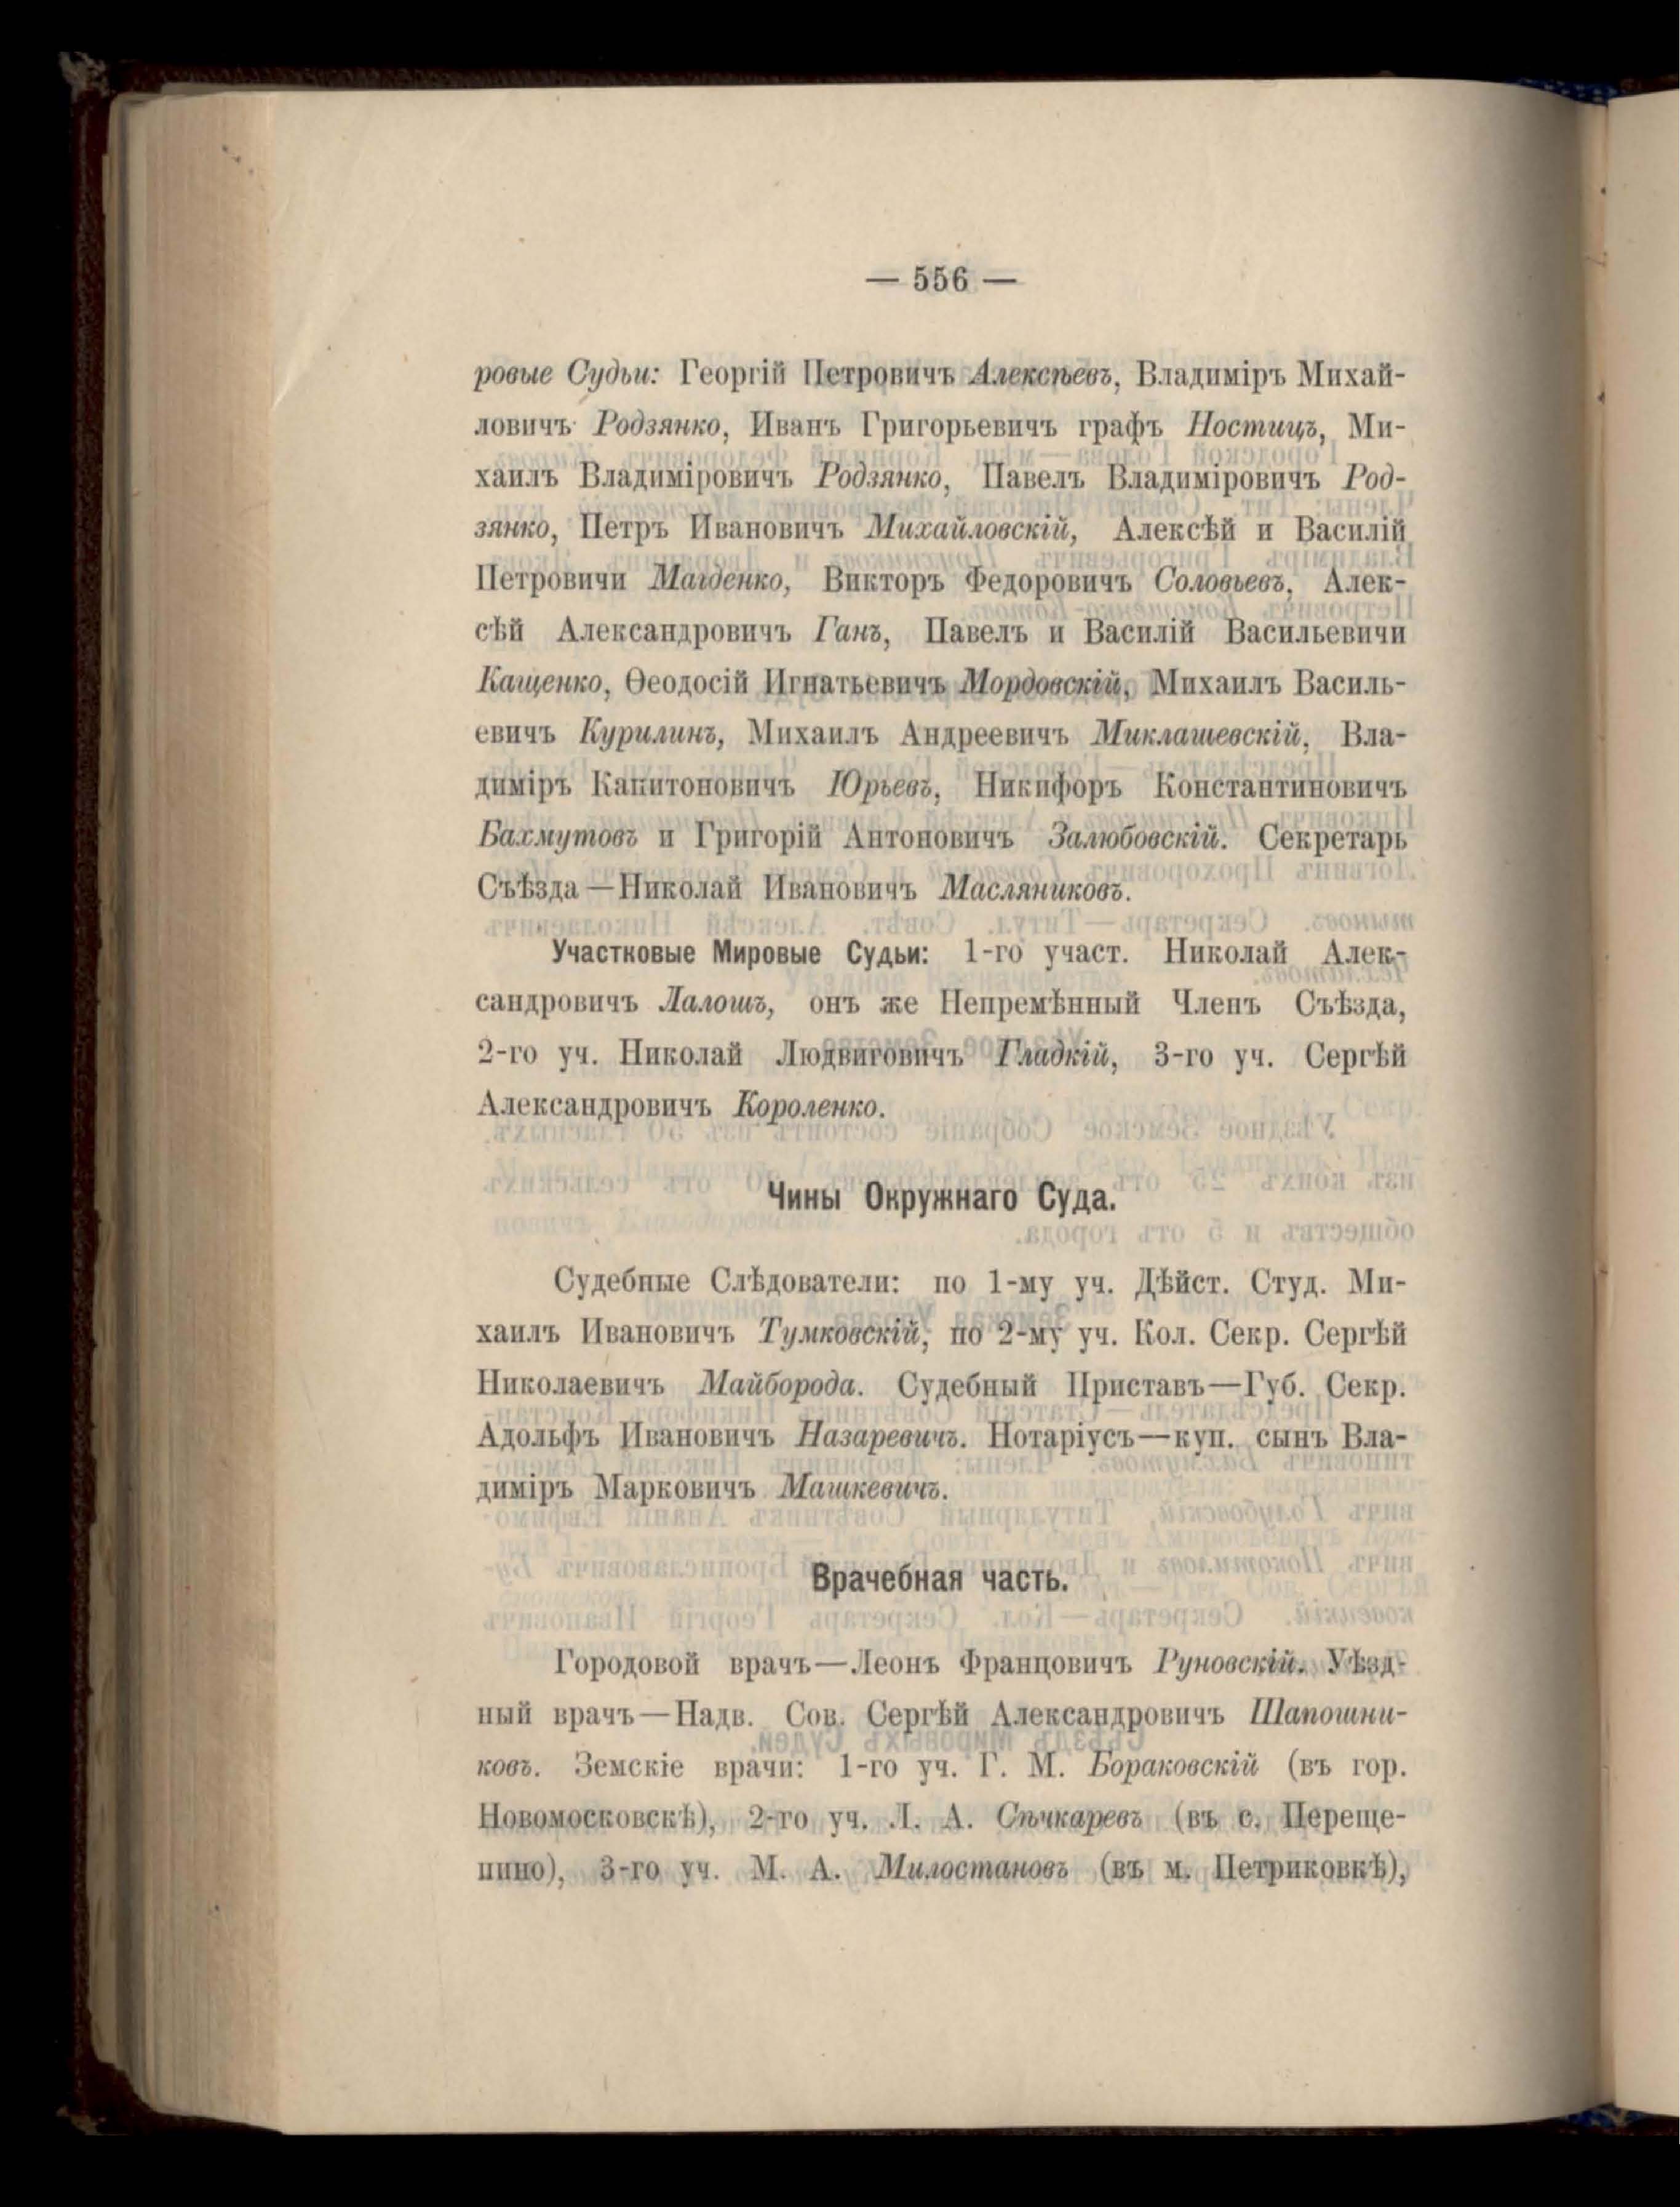 — 556 —
ровые Судьи: Георгій Петровичъ Алексѣевъ, Владиміръ Михай-
ловичъ Родзянко, Иванъ Григорьевичъ графъ Ностицъ, Ми-
хаилъ Владиміровичъ Родзянко, Павелъ Владиміровичъ Род-
зянко, Петръ Ивановичъ Михайловскій, Алексѣй и Василій
Петровичи Магденко, Викторъ Федоровичъ Соловьевъ, Алек-
сѣй Александровичъ Ганъ, Павелъ и Василій Васильевичи
Кащенко, Ѳеодосій Игнатьевичъ Мордовскій, Михаилъ Василь-
евичъ Курилинъ, Михаилъ Андреевичъ Миклашевскій, Вла-
диміръ Капитоновичъ Юрьевъ, Никифоръ Константиновичъ
Бахмутовъ и Григорій Антоновичъ Залюбовскій. Секретарь
Съѣзда—Николай Ивановичъ Масляниковъ.
Участковые Мировые Судьи: 1-го участ. Николай Алек-
сандровичъ Лалошъ, онъ же Непремѣнный Членъ Съѣзда,
2-го уч. Николай Людвиговичъ Гладкій, 3-го уч. Сергѣй
Александровичъ Короленко.
Чины Окружнаго Суда.
Судебные Слѣдователи: по 1-му уч. Дѣйст. Студ. Ми-
хаилъ Ивановичъ Тумковскій, по 2-му уч. Кол. Секр. Сергѣй
Николаевичъ Майборода. Судебный Приставъ—Губ. Секр.
Адольфъ Ивановичъ Назаревичъ. Нотаріусъ—куп. сынъ Вла-
диміръ Марковичъ Машкевичъ.
Врачебная часть.
Городовой врачъ—Леонъ Францовичъ Руновскій. Уѣзд-
ный врачъ—Надв. Сов. Сергѣй Александровичъ Шапошни-
ковъ. Земскіе врачи: 1-го уч. Г. М. Бораковскій (въ гор.
Новомосковскѣ), 2-го уч. Л. А. Сѣчкаревъ (въ с. Переще-
пино), 3-го уч. М. А. Милостановъ (въ м. Петриковкѣ),